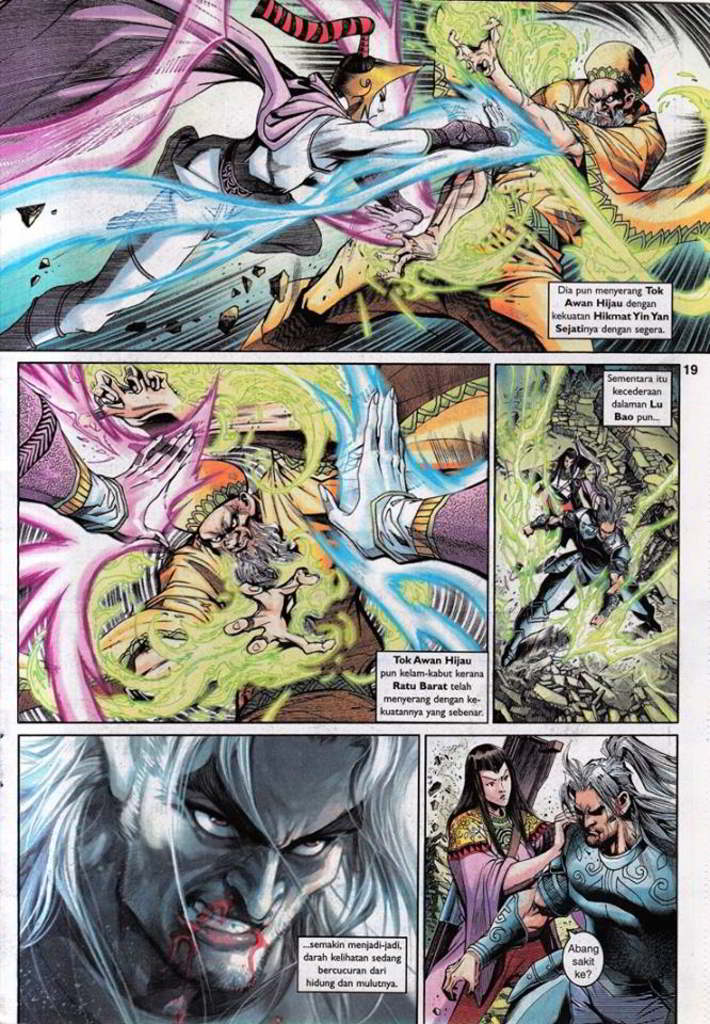 Dia pun menyerang Tok
Awan Hijau dengan
kekuatan Hikmat Yin Yan
Sejatinya dengan segera.
19
Sementara itu
kecederaan
dalaman Lu
Bao pun...
Tok Awan Hijau
pun kelam-kabut kerana
Ratu Barat telah
menyerang dengan ke-
kuatannya yang sebenar.
...semakin menjadi-jadi,
darah kelihatan sedang
bercucuran dari
hidung dan mulutnya.
Abang
sakit
ke?